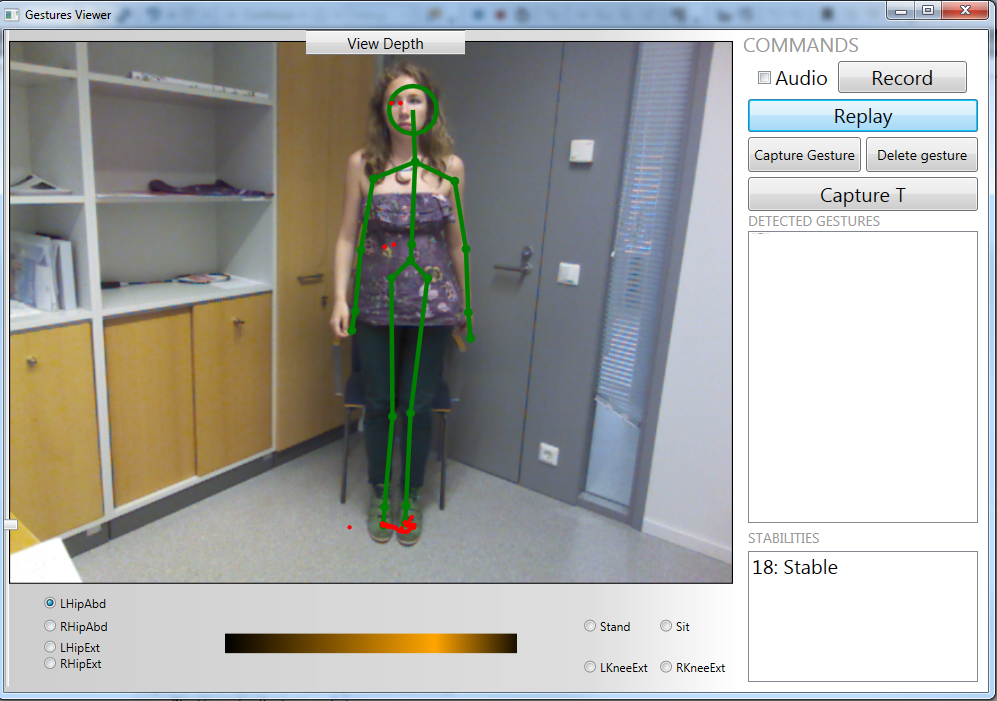 Gestures Viewer
View Depth
COMMANDS
Audio
Record
Replay
Capture Gesture
Delete gesture
Capture T
DETECTED GESTURES
STABILITIES
18: Stable
LHipAbd
RHipAbd
LHipExt
RHipExt
Stand
Sit
LKneeExt
RKneeExt